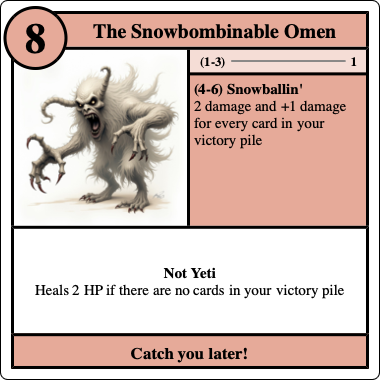 8
The Snowbombinable Omen
(1-3) 1
(4-6) Snowballin'
2 damage and +1 damage
for every card in your
victory pile
Not Yeti
Heals 2 HP if there are no cards in your victory pile
Catch you later!